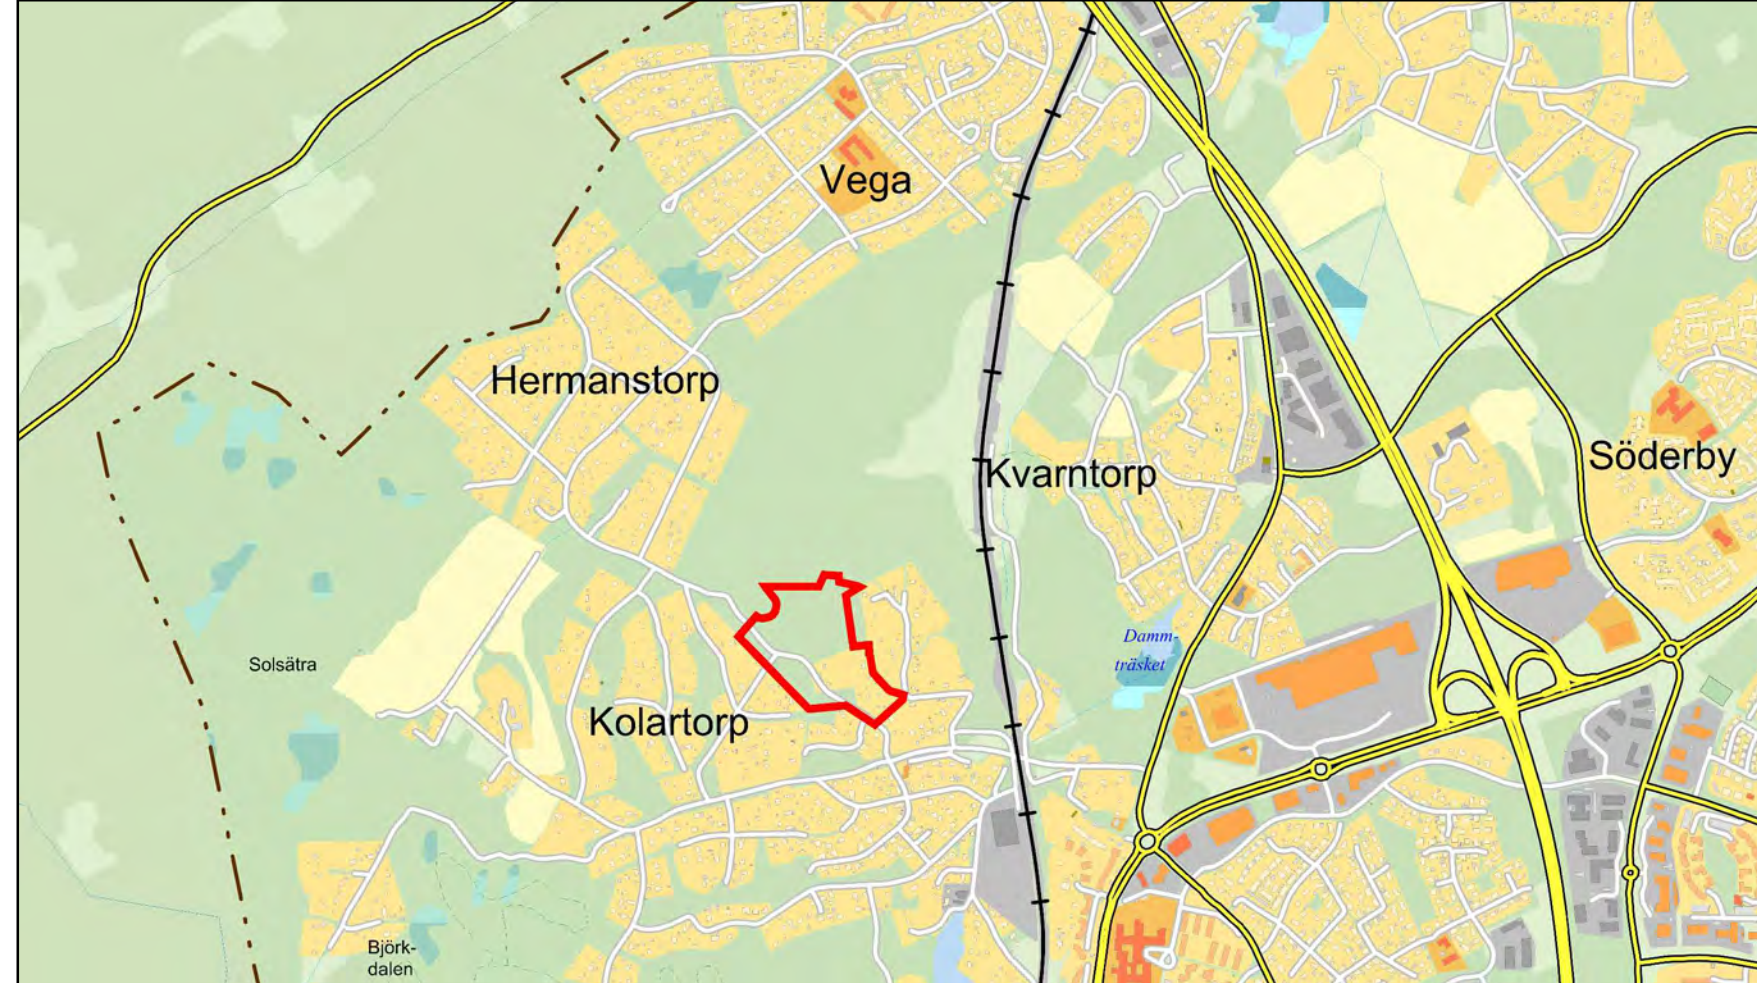 Vega
Hermanstorp
Kvarntorp
Söderby
Damm-
träsket
Solsätra
Kolartorp
Björk-
dalen